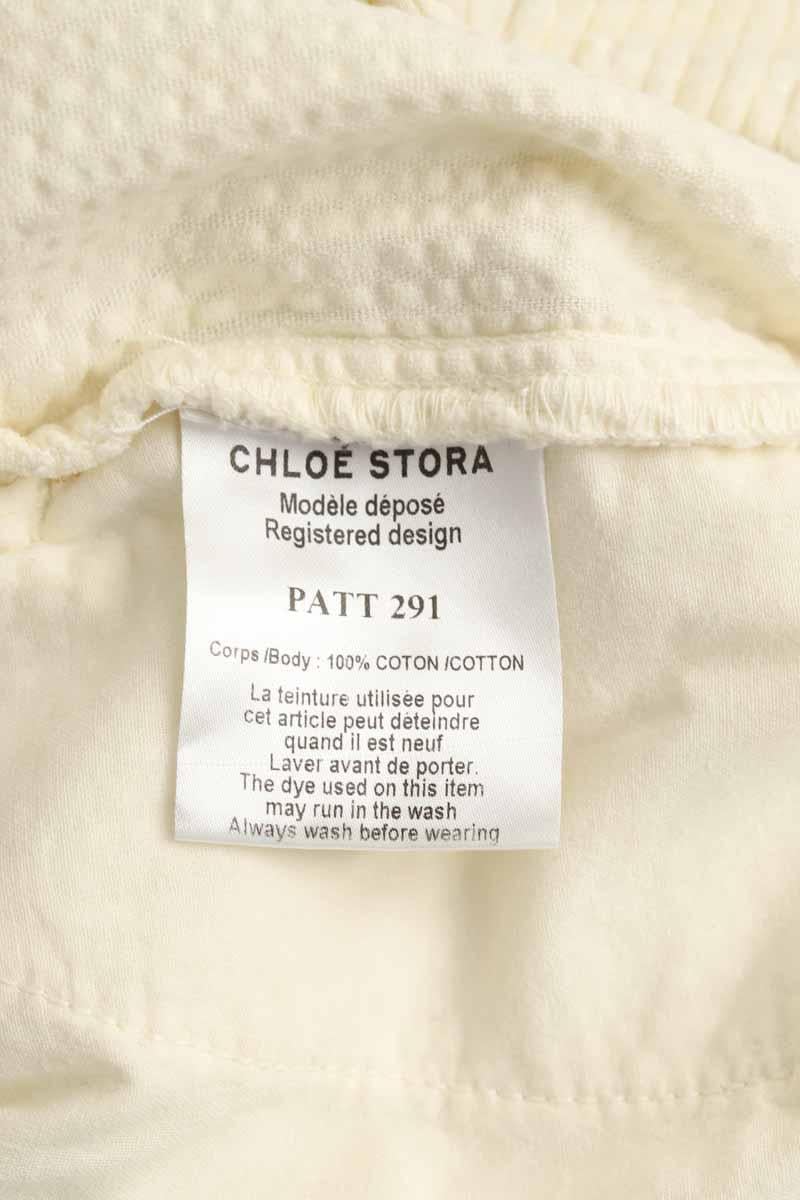 CHLOÉ STORA
Modèle déposé
Registered design
PATT 291
Corps /Body : 100% COTON /COTTON
La teinture utilisée pour
cet article peut déteindre
quand il est neuf
Laver avant de porter.
The dye used on this item
may run in the wash
Always wash before wearing